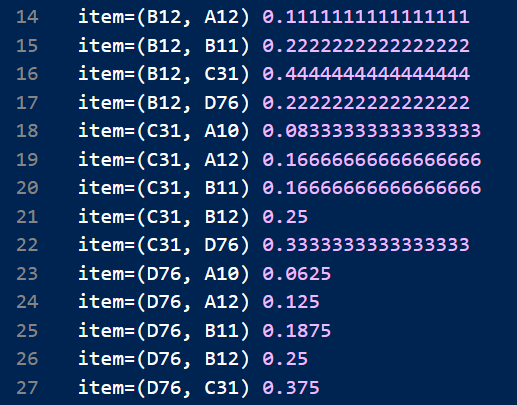 14 item=(B12, A12) 0.1111111111111111
15 item=(B12, B11) 0.2222222222222222
16 item=(B12, C31) 0.4444444444444444
17 item=(B12, D76) 0.2222222222222222
18 item=(C31, A10) 0.08333333333333333
19 item=(C31, A12) 0.16666666666666666
20 item=(C31, B11) 0.16666666666666666
21 item=(C31, B12) 0.25
22 item=(C31, D76) 0.3333333333333333
23 item=(D76, A10) 0.0625
24 item=(D76, A12) 0.125
25 item=(D76, B11) 0.1875
26 item=(D76, B12) 0.25
27 item=(D76, C31) 0.375